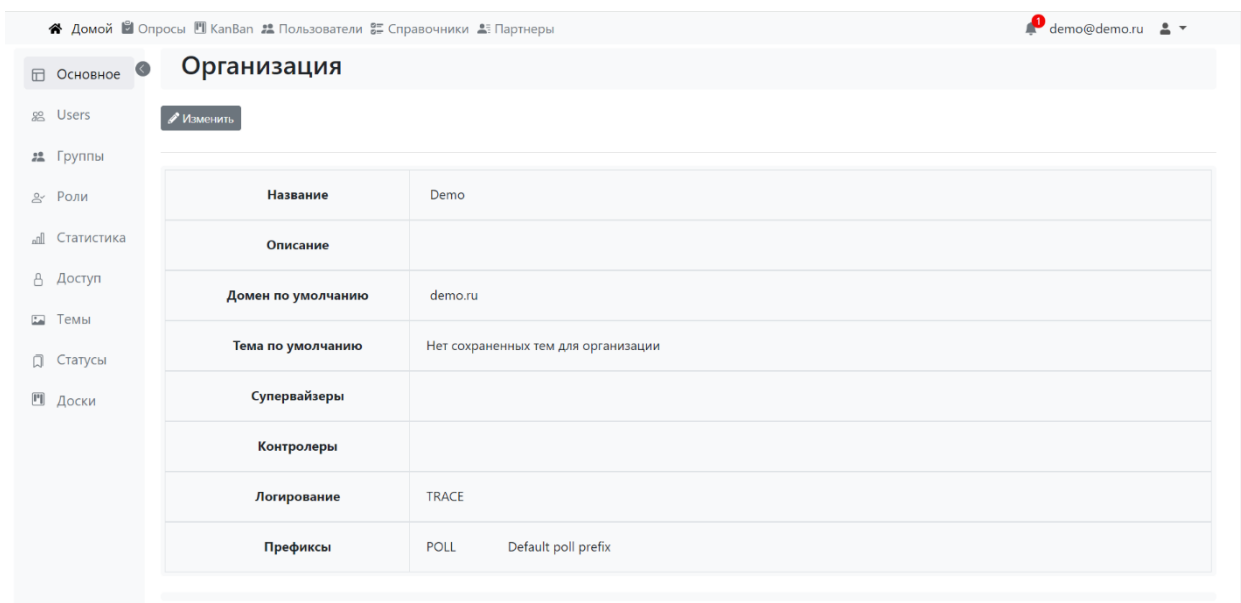 Домой Опросы KanBan Пользователи Справочники Партнеры 1 demo@demo.ru
Основное
Users
Группы
Роли
Статистика
Доступ
Темы
Статусы
Доски
Организация
Изменить
Название Demo
Описание
Домен по умолчанию demo.ru
Тема по умолчанию Нет сохраненных тем для организации
Супервайзеры
Контролеры
Логирование TRACE
Префиксы POLL Default poll prefix